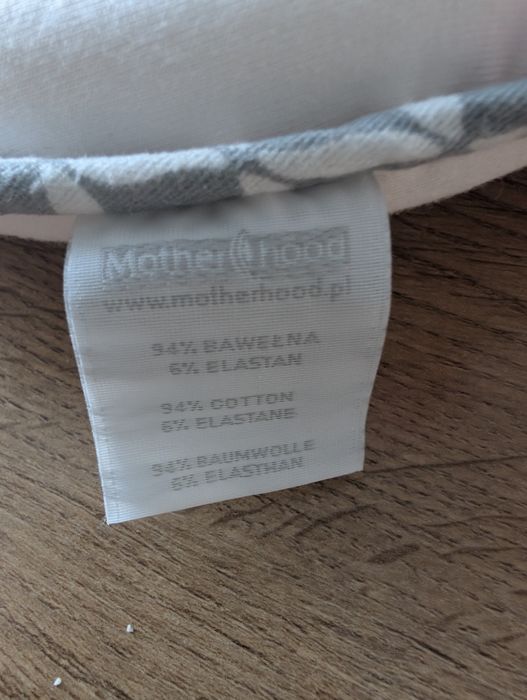 Motherhood
www.motherhood.pl
94% BAWEŁNA
6% ELASTAN
94% COTTON
6% ELASTANE
94% BAUMWOLLE
6% ELASTHAN